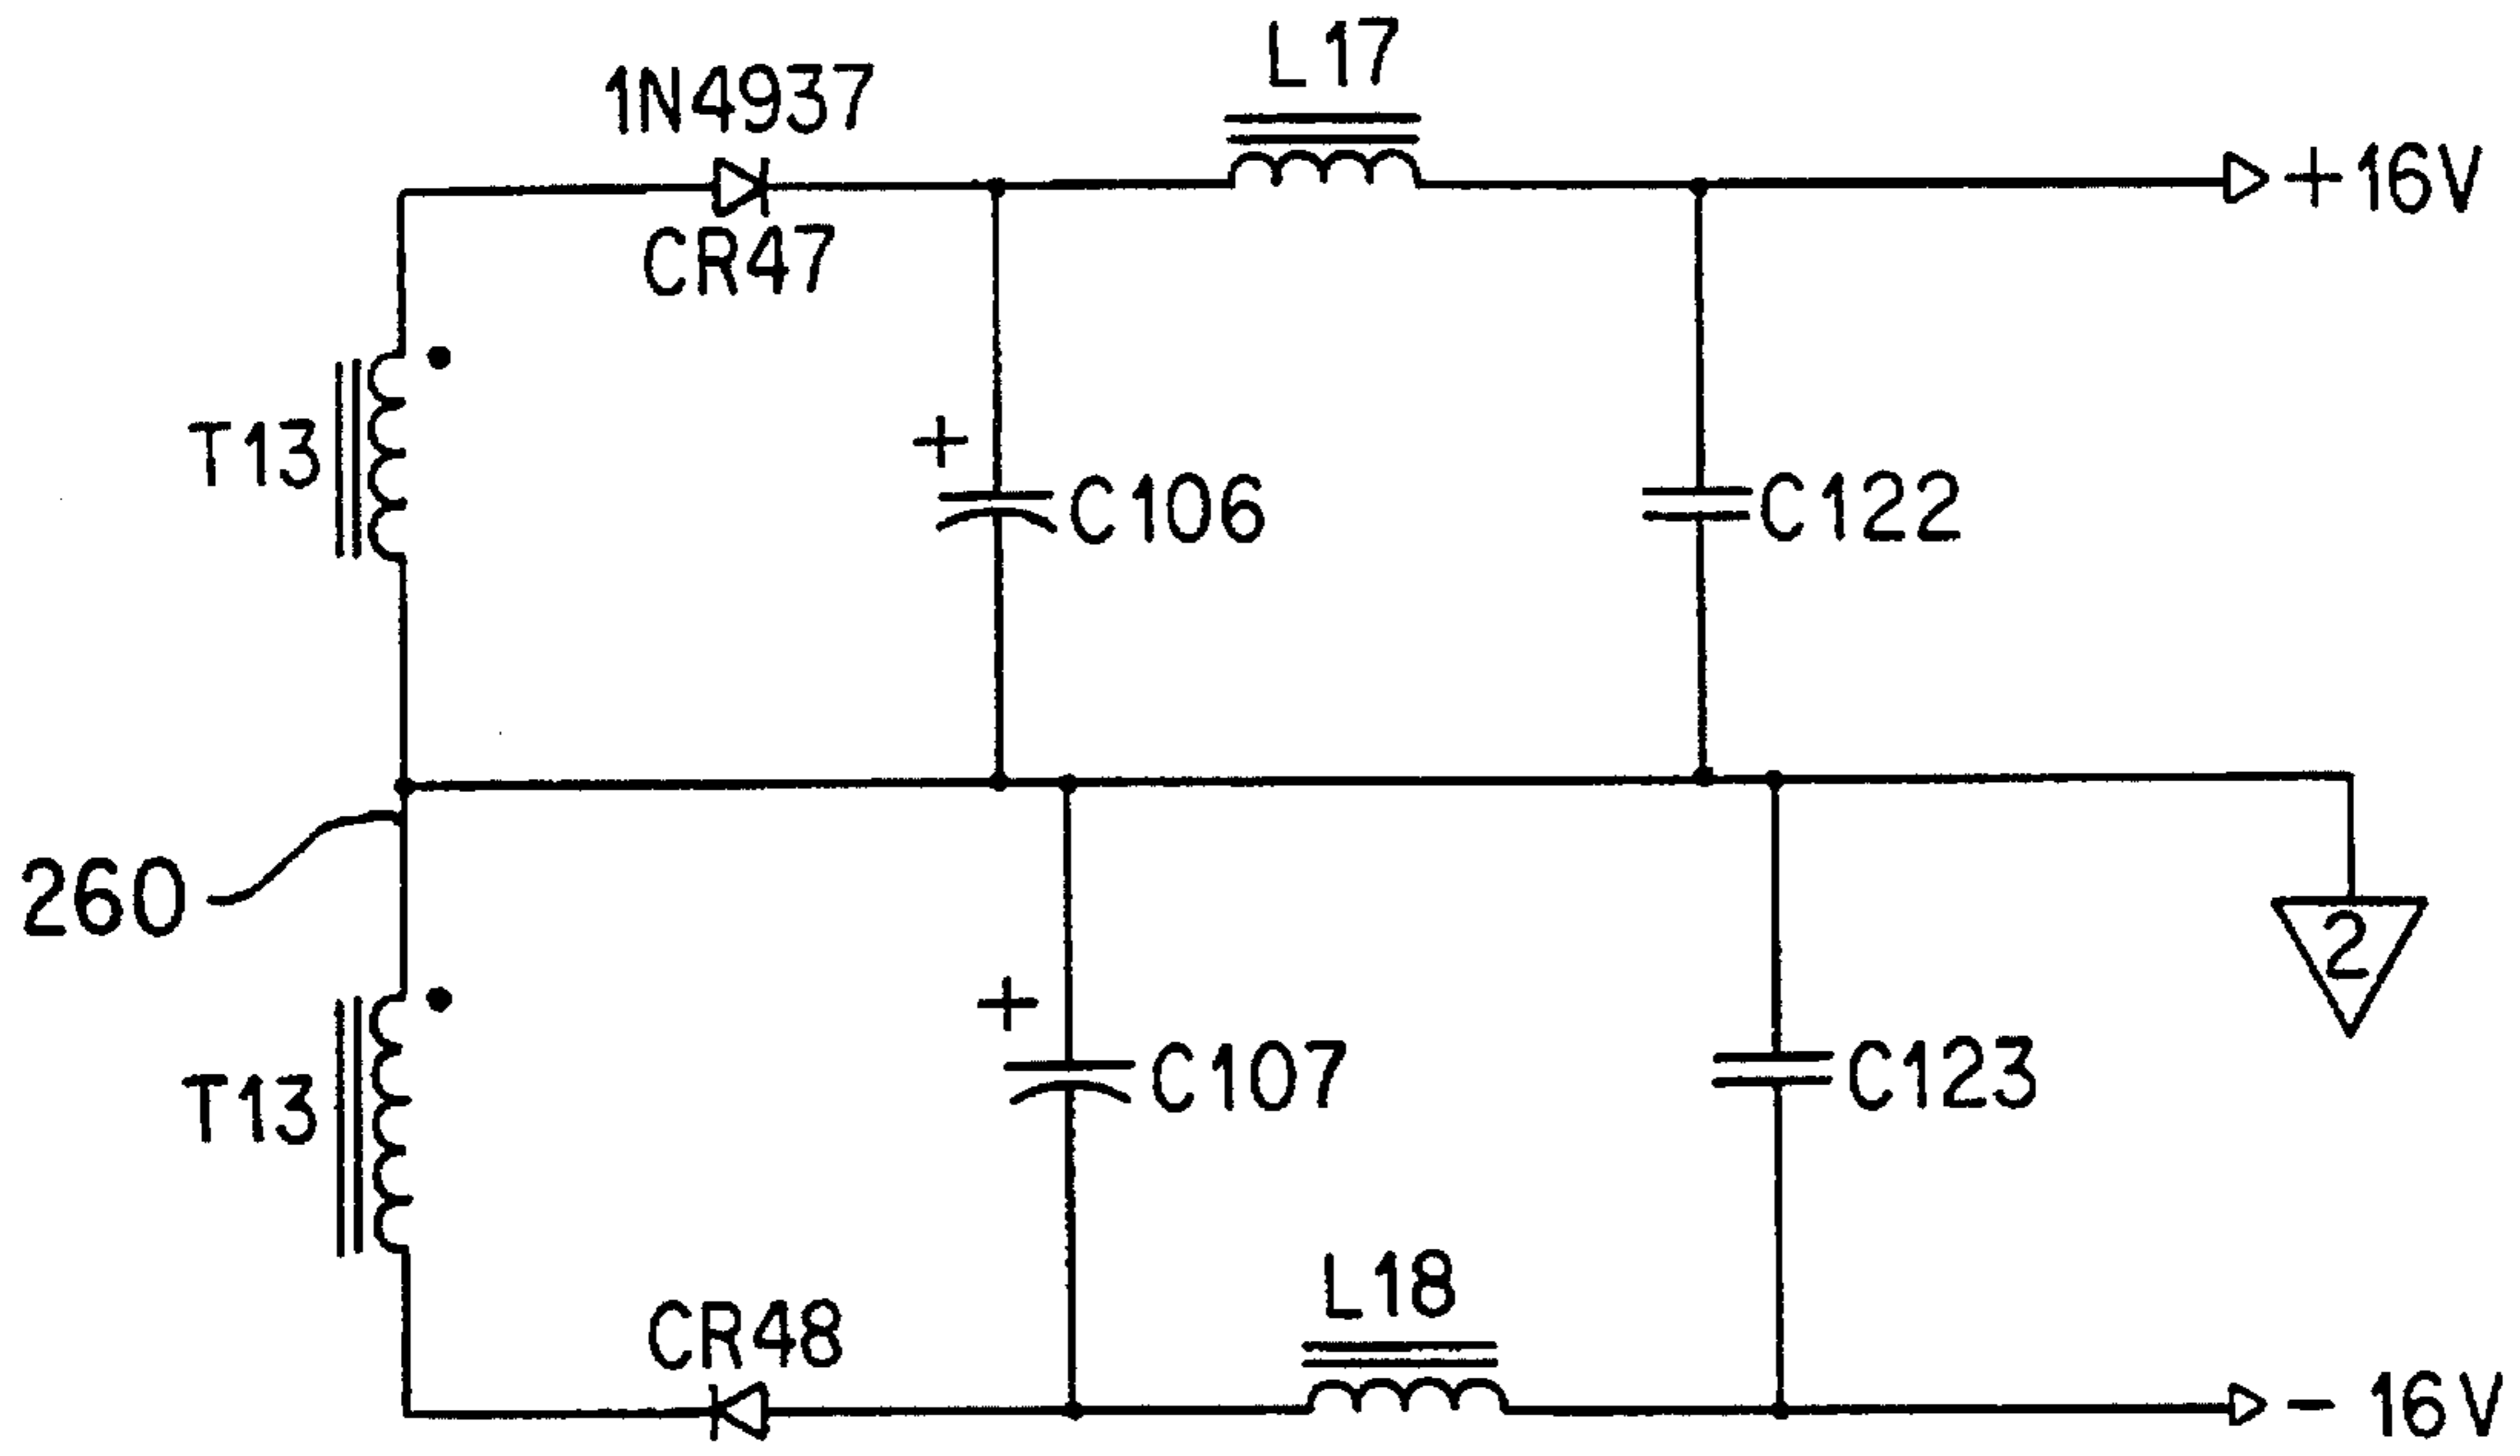 L17
1N4937
+16V
CR47
T13
+
C106
C122
260
2
+
C107
C123
T13
L18
CR48
- 16V